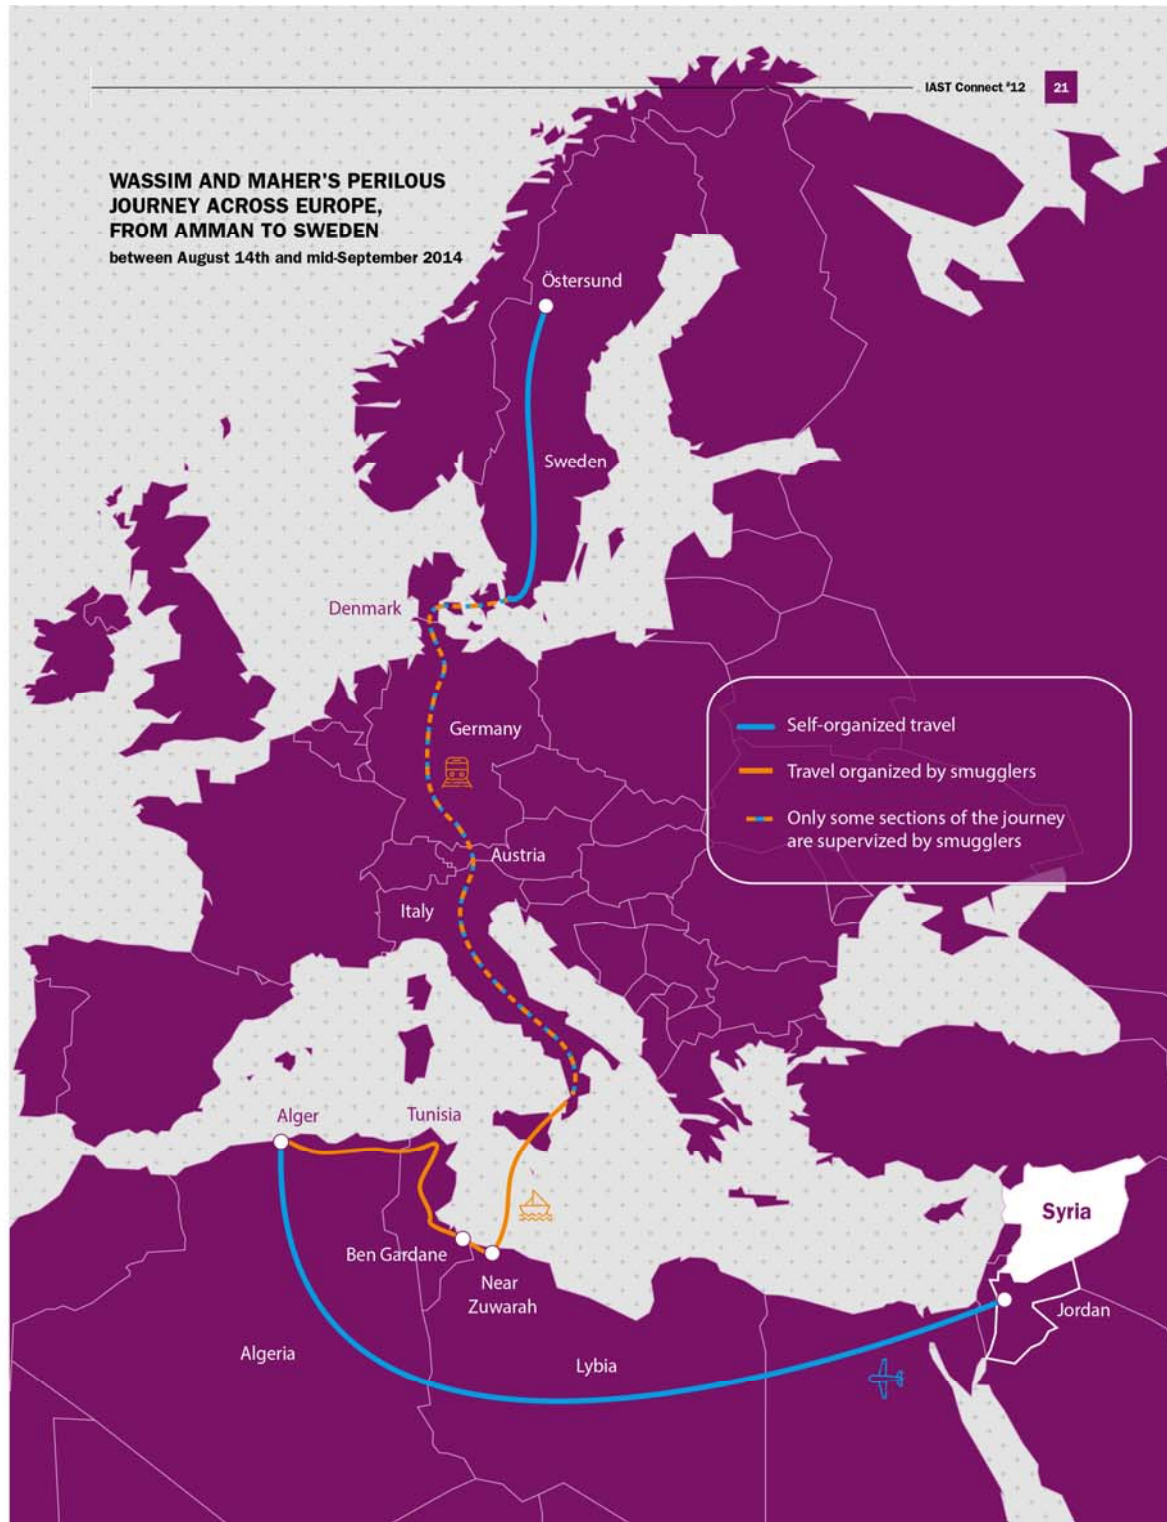 IAST Connect #12 21
WASSIM AND MAHER'S PERILOUS
JOURNEY ACROSS EUROPE,
FROM AMMAN TO SWEDEN
between August 14th and mid-September 2014
Östersund
Sweden
Denmark
Germany
Self-organized travel
Travel organized by smugglers
Only some sections of the journey
are supervized by smugglers
Austria
Italy
Alger
Tunisia
Syria
Ben Gardane
Near
Zuwarah
Jordan
Algeria
Lybia